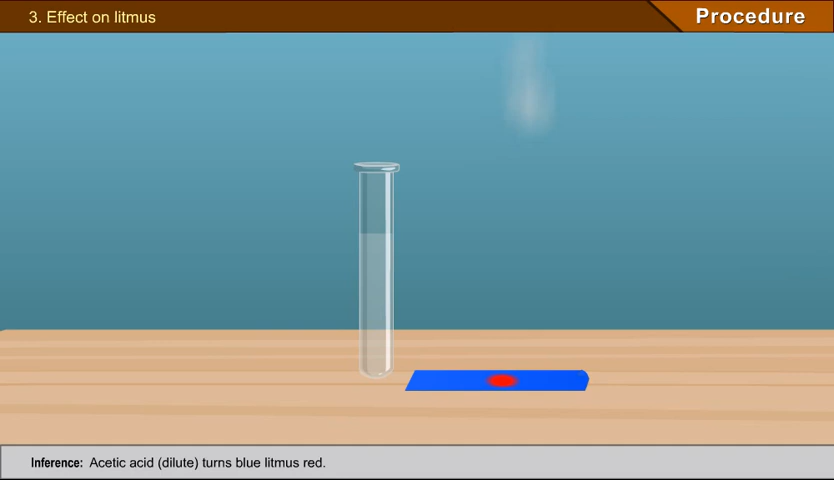 3. Effect on litmus
Procedure
Inference: Acetic acid (dilute) turns blue litmus red.